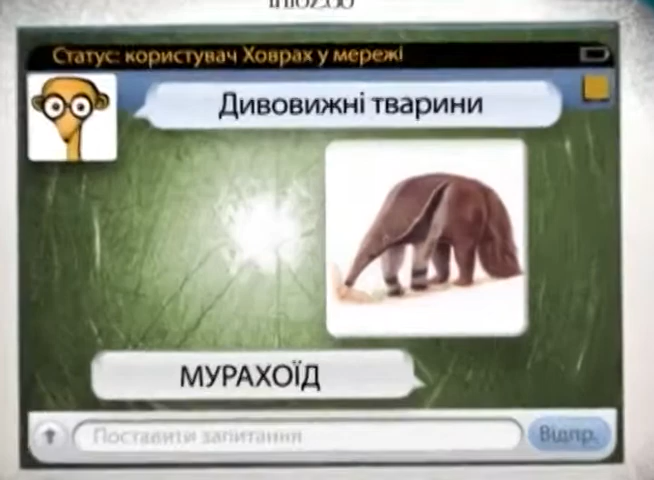 Статус: користувач Ховрах у мережі
Дивовижні тварини
МУРАХОЇД
Поставити запитання
Відпр.